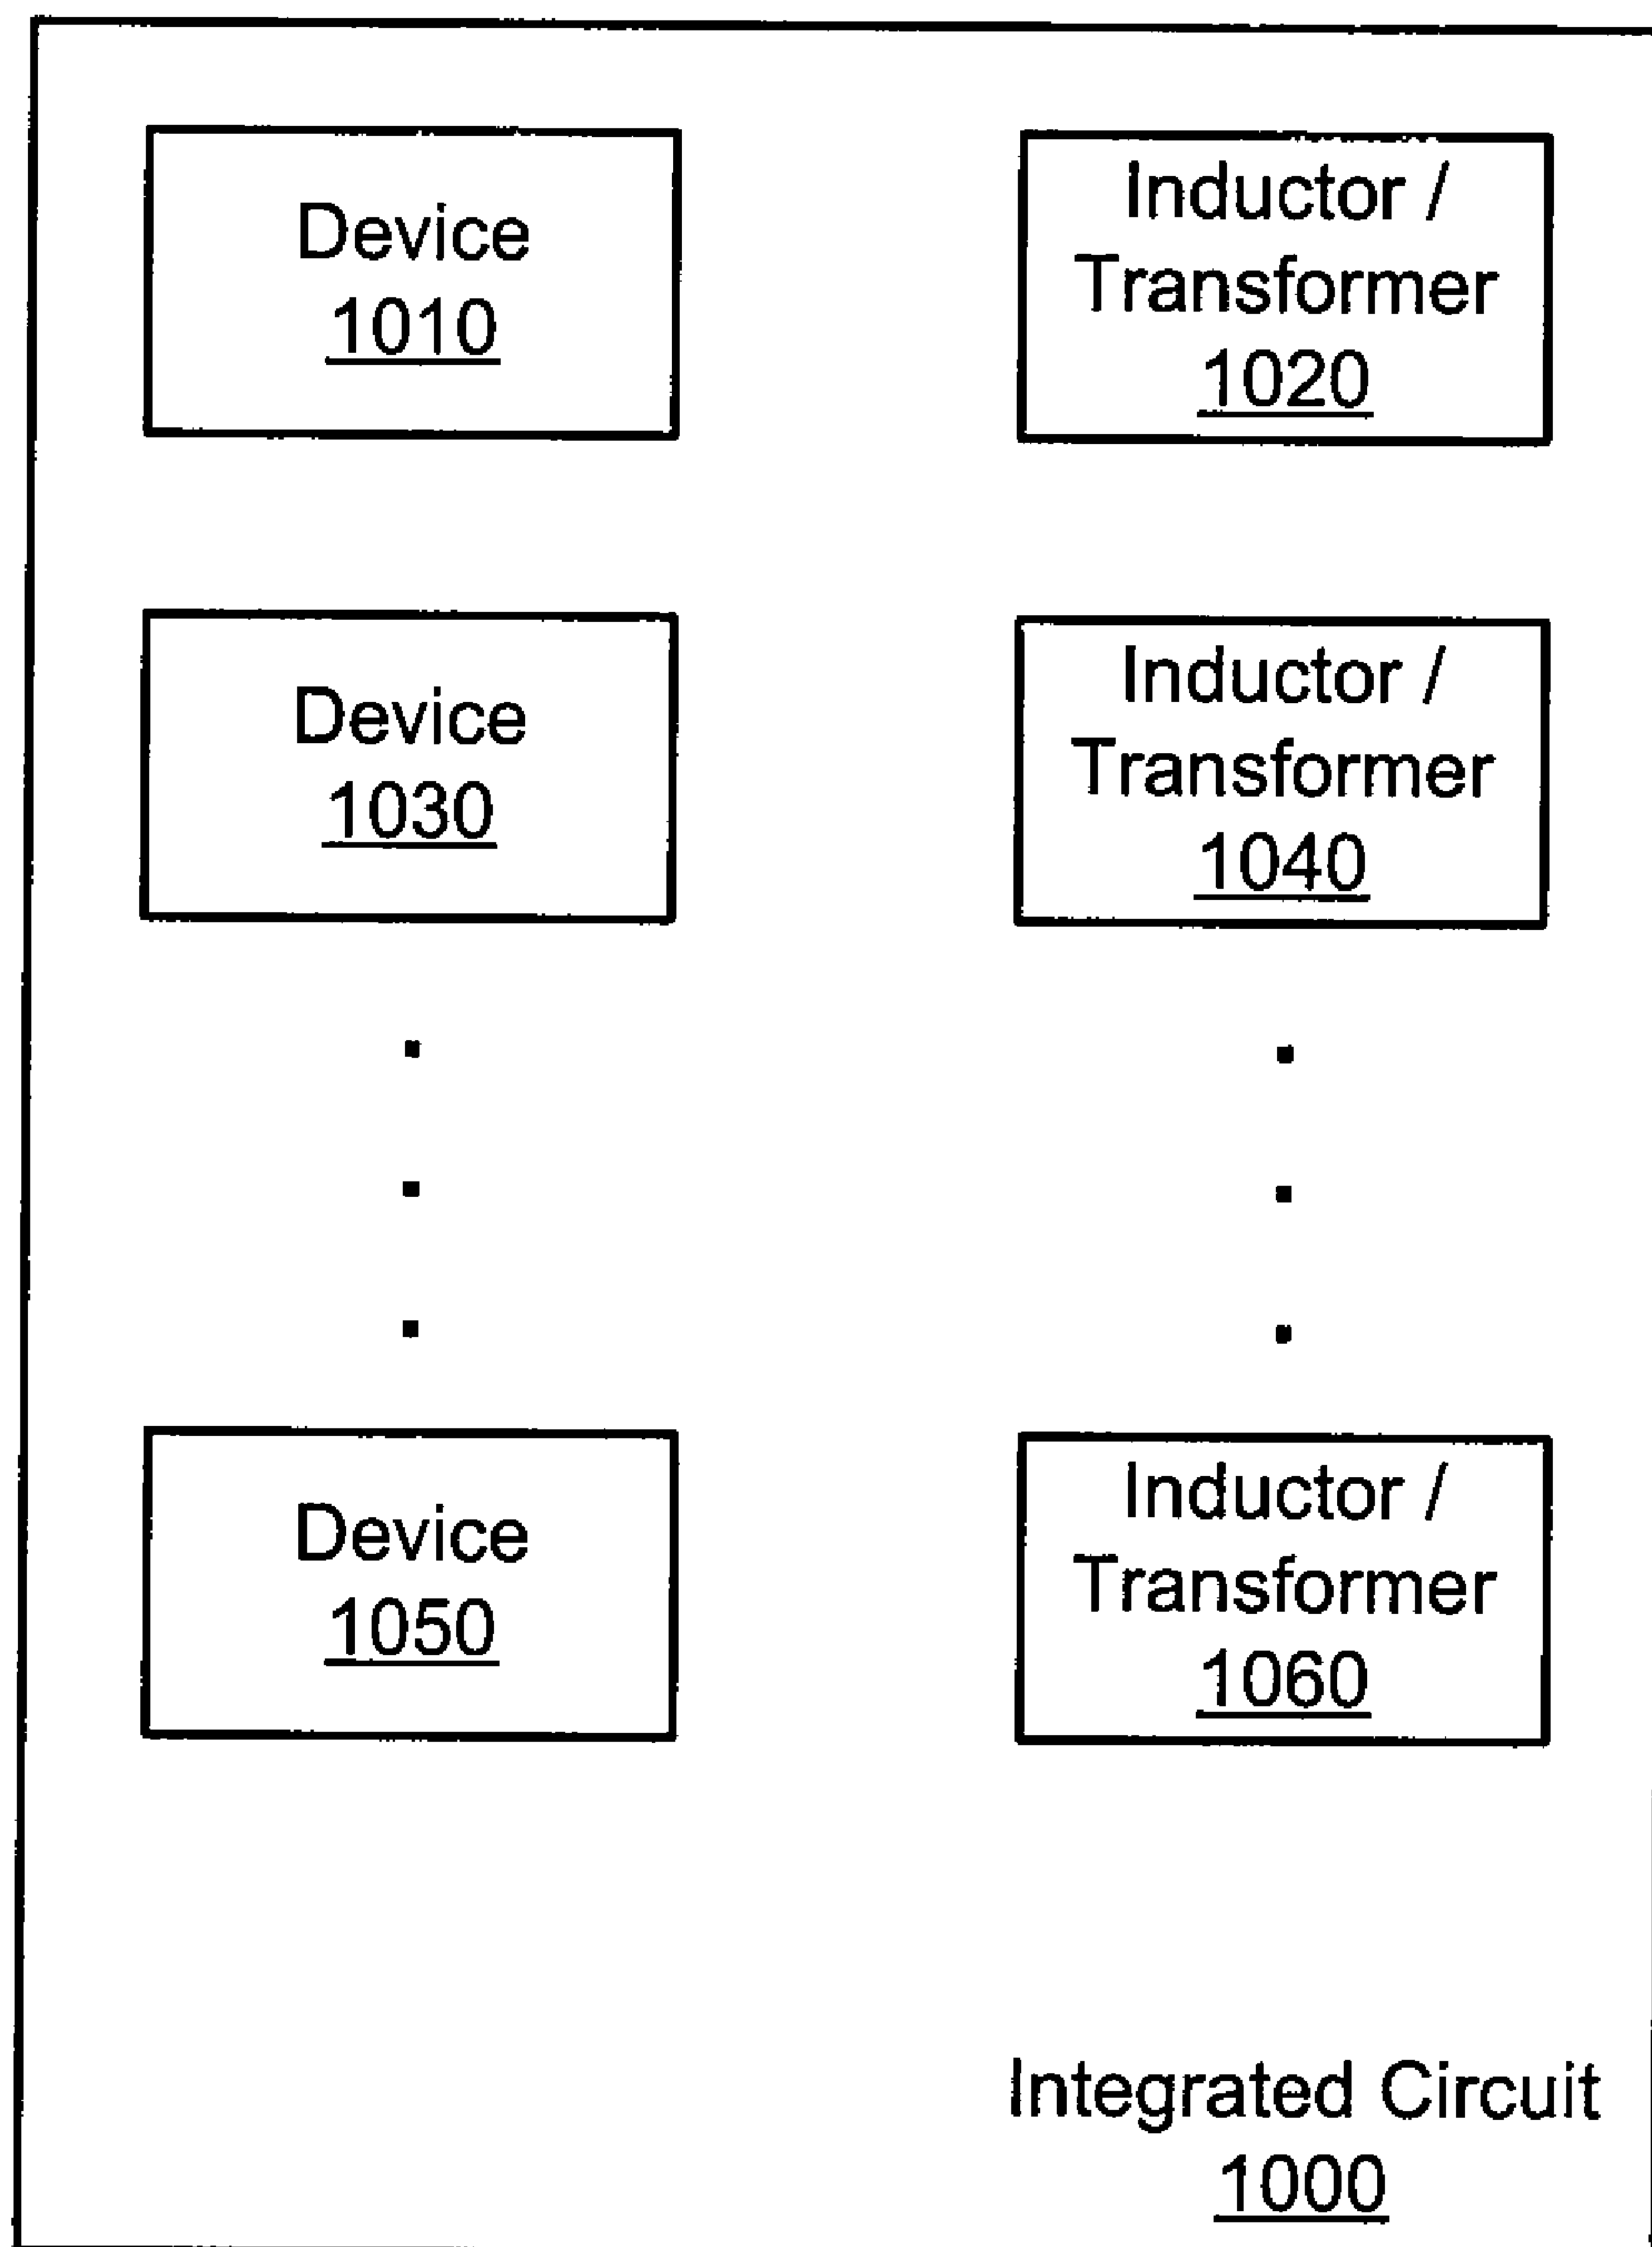 Device
1010
Inductor /
Transformer
1020
Device
1030
Inductor /
Transformer
1040
Device
1050
Inductor /
Transformer
1060
Integrated Circuit
1000